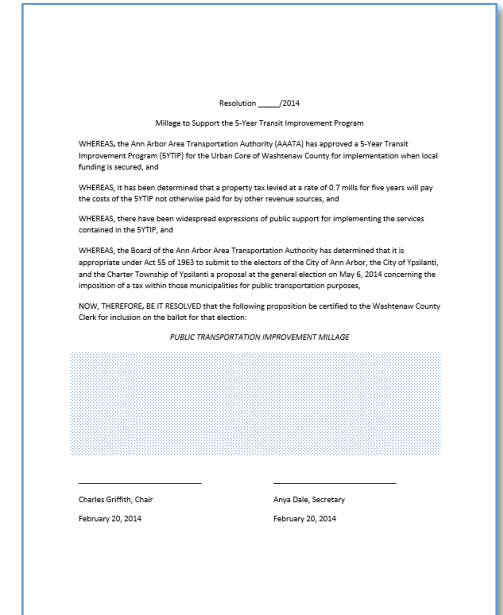 Resolution _____/2014
Millage to Support the 5-Year Transit Improvement Program
WHEREAS, the Ann Arbor Area Transportation Authority (AAATA) has approved a 5-Year Transit
Improvement Program (5YTIP) for the Urban Core of Washtenaw County for implementation when local
funding is secured, and
WHEREAS, it has been determined that a property tax levied at a rate of 0.7 mills for five years will pay
the costs of the 5YTIP not otherwise paid for by other revenue sources, and
WHEREAS, there have been widespread expressions of public support for implementing the services
contained in the 5YTIP, and
WHEREAS, the Board of the Ann Arbor Area Transportation Authority has determined that it is
appropriate under Act 55 of 1963 to submit to the electors of the City of Ann Arbor, the City of Ypsilanti,
and the Charter Township of Ypsilanti a proposal at the general election on May 6, 2014 concerning the
imposition of a tax within those municipalities for public transportation purposes,
NOW, THEREFORE, BE IT RESOLVED that the following proposition be certified to the Washtenaw County
Clerk for inclusion on the ballot for that election:
PUBLIC TRANSPORTATION IMPROVEMENT MILLAGE
Charles Griffith, Chair Anya Dale, Secretary
February 20, 2014 February 20, 2014